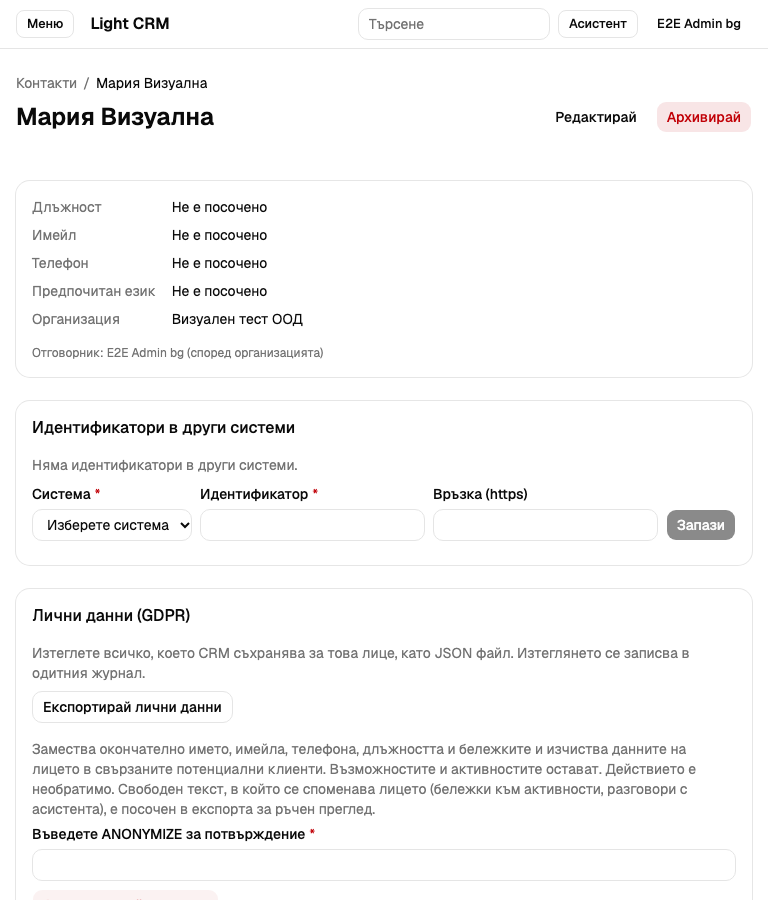 Меню
Light CRM
Търсене
Асистент
E2E Admin bg
Контакти / Мария Визуална
Мария Визуална
Редактирай
Архивирай
Длъжност Не е посочено
Имейл Не е посочено
Телефон Не е посочено
Предпочитан език Не е посочено
Организация Визуален тест ООД
Отговорник: E2E Admin bg (според организацията)
Идентификатори в други системи
Няма идентификатори в други системи.
Система * Идентификатор * Връзка (https)
Изберете система
Запази
Лични данни (GDPR)
Изтеглете всичко, което CRM съхранява за това лице, като JSON файл. Изтеглянето се записва в
одитния журнал.
Експортирай лични данни
Замества окончателно името, имейла, телефона, длъжността и бележките и изчиства данните на
лицето в свързаните потенциални клиенти. Възможностите и активностите остават. Действието е
необратимо. Свободен текст, в който се споменава лицето (бележки към активности, разговори с
асистента), е посочен в експорта за ръчен преглед.
Въведете ANONYMIZE за потвърждение *